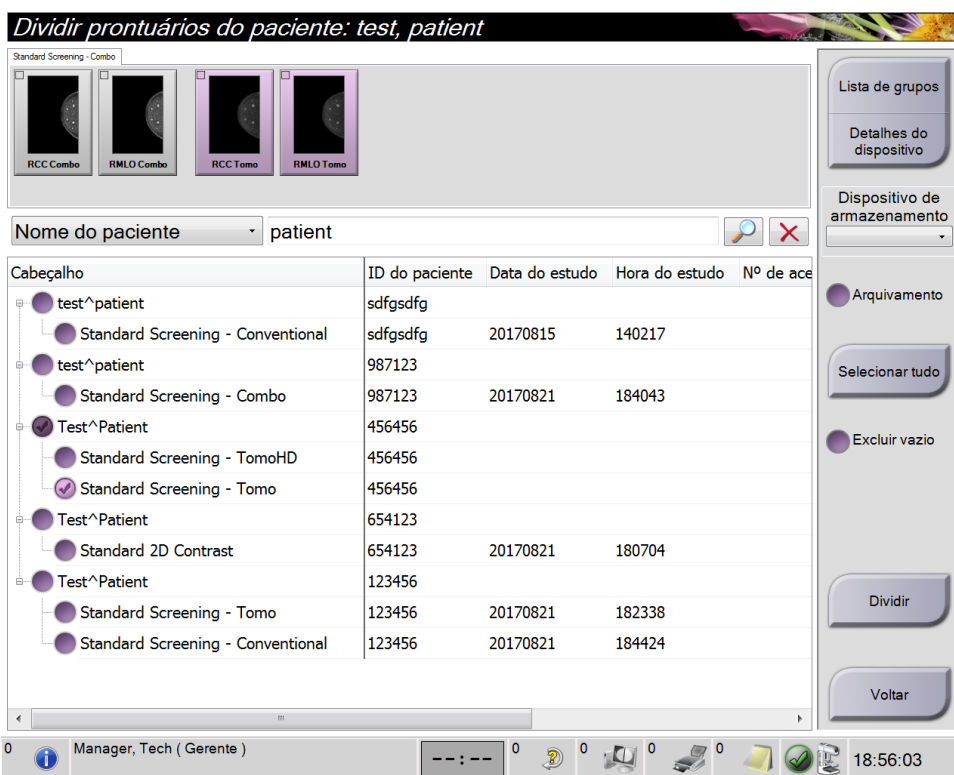 Dividir prontuários do paciente: test, patient
Standard Screening - Combo
RCC Combo RMLO Combo RCC Tomo RMLO Tomo
Lista de grupos
Detalhes do
dispositivo
Dispositivo de
armazenamento
Nome do paciente patient
Cabeçalho ID do paciente Data do estudo Hora do estudo Nº de ace
test^patient sdfgsdfg
Arquivamento
Standard Screening - Conventional sdfgsdfg 20170815 140217
test^patient 987123
Selecionar tudo
Standard Screening - Combo 987123 20170821 184043
Test^Patient 456456
Excluir vazio
Standard Screening - TomoHD 456456
Standard Screening - Tomo 456456
Test^Patient 654123
Standard 2D Contrast 654123 20170821 180704
Test^Patient 123456
Dividir
Standard Screening - Tomo 123456 20170821 182338
Standard Screening - Conventional 123456 20170821 184424
Voltar
0 Manager, Tech ( Gerente ) --:-- 0 0 0 0 18:56:03